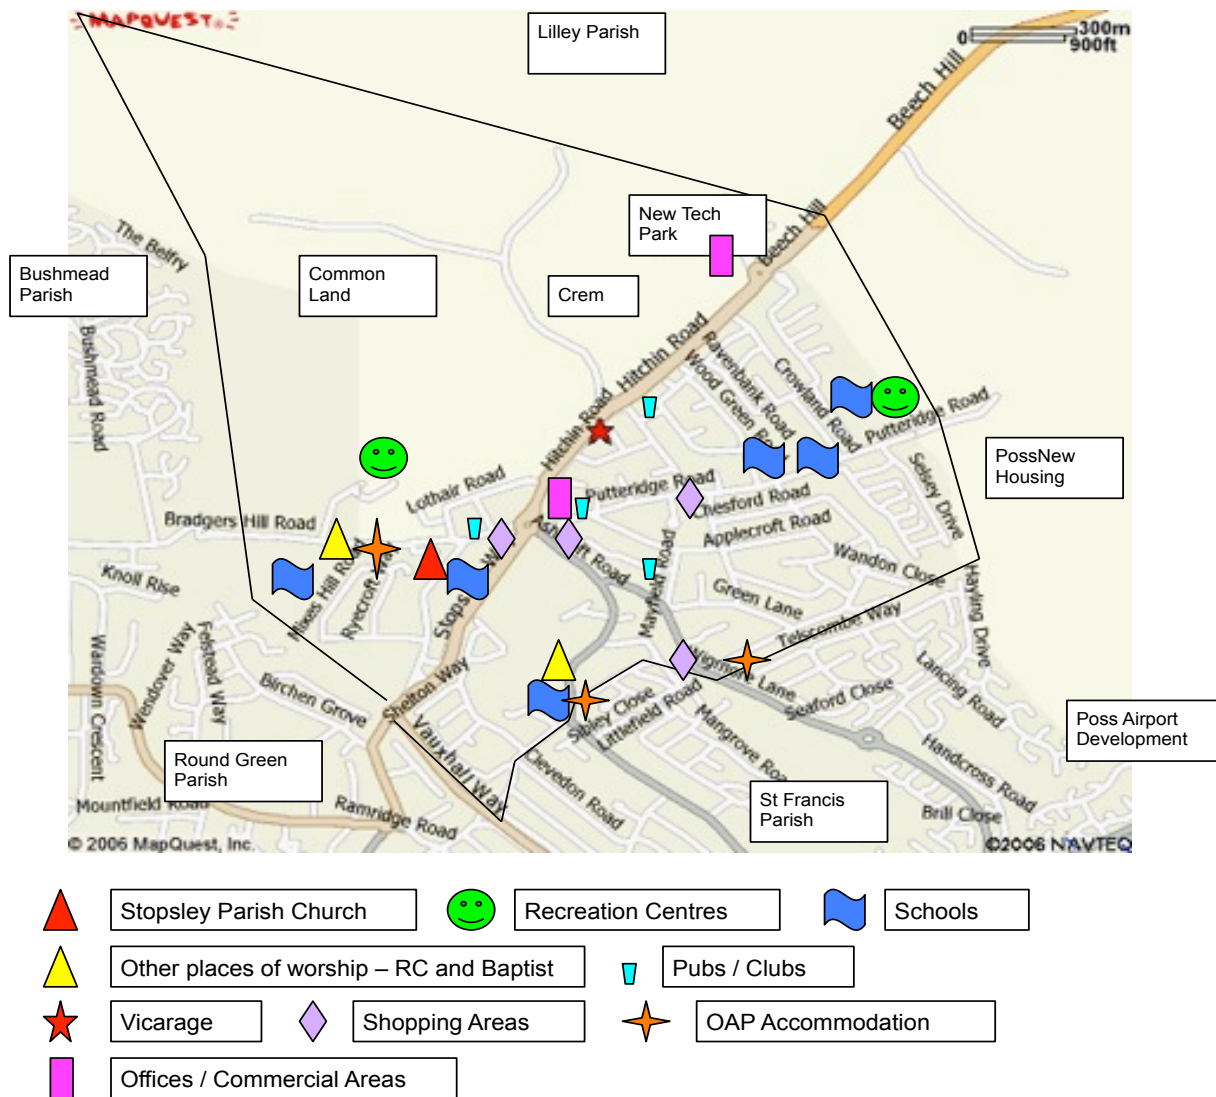 MAPQUEST
Lilley Parish
300m
0
900ft
Beech Hill
New Tech
Park
Beech Hill
The Belfry
Bushmead
Parish
Common
Land
Crem
Bushmead Road
Hitchin Road
Hitchin Road
Ravenbank Road
Wood Green Road
Crowland Road
Putteridge Road
PossNew
Housing
Selsey Drive
Lothair Road
Putteridge Road
Chesford Road
Bradgers Hill Road
Applecroft Road
Ashcroft Road
Wandon Close
Knoll Rise
Mixes Hill Road
Ryecroft Way
Stops
Way
Mayfield Road
Green Lane
Telscombe Way
Hayling Drive
Wardown Crescent
Wendover Way
Felstead Way
Birchen Grove
Shelton Way
Wigmore Lane
Lancing Road
Seaford Close
Sibley Close
Littlefield Road
Mangrove Roa
Vauxhall Way
Clevedon Road
Handcross Road
Poss Airport
Development
Round Green
Parish
St Francis
Parish
Mountfield Road
Ramridge Road
Brill Close
© 2006 MapQuest, Inc.
©2006 NAVTEQ
Stopsley Parish Church
Recreation Centres
Schools
Other places of worship – RC and Baptist
Pubs / Clubs
Vicarage
Shopping Areas
OAP Accommodation
Offices / Commercial Areas